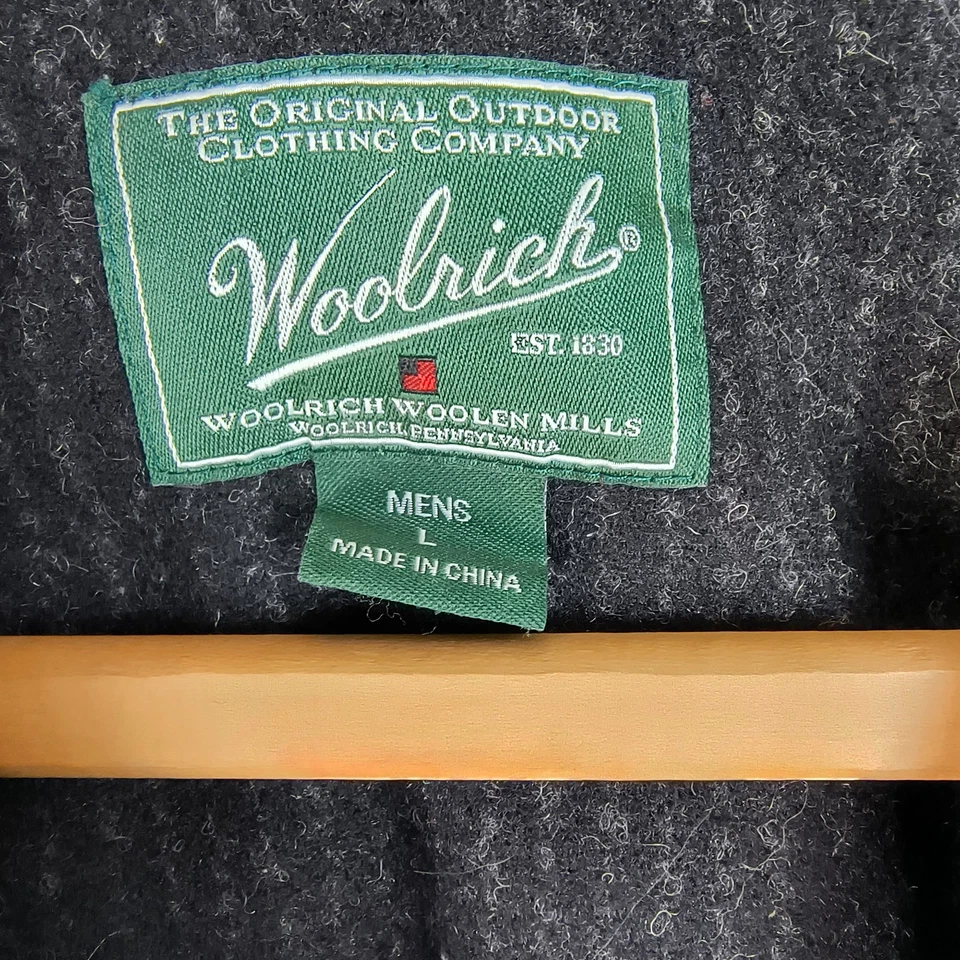 THE ORIGINAL OUTDOOR
CLOTHING COMPANY
Woolrich®
EST. 1830
WOOLRICH WOOLEN MILLS
WOOLRICH, PENNSYLVANIA
MENS
L
MADE IN CHINA